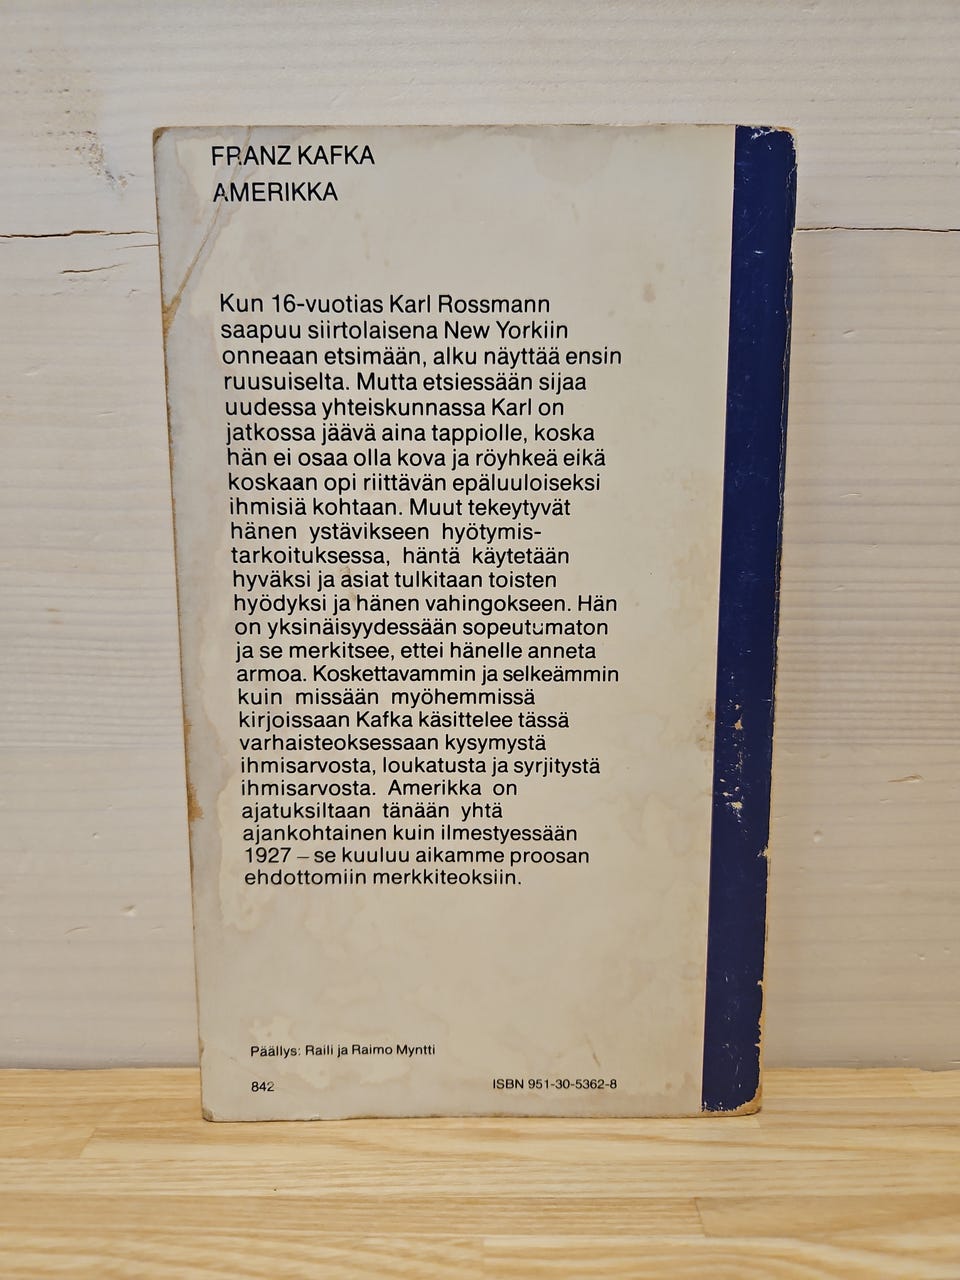 FRANZ KAFKA
AMERIKKA
Kun 16-vuotias Karl Rossmann
saapuu siirtolaisena New Yorkiin
onneaan etsimään, alku näyttää ensin
ruusuiselta. Mutta etsiessään sijaa
uudessa yhteiskunnassa Karl on
jatkossa jäävä aina tappiolle, koska
hän ei osaa olla kova ja röyhkeä eikä
koskaan opi riittävän epäluuloiseksi
ihmisiä kohtaan. Muut tekeytyvät
hänen ystävikseen hyötymis-
tarkoituksessa, häntä käytetään
hyväksi ja asiat tulkitaan toisten
hyödyksi ja hänen vahingokseen. Hän
on yksinäisyydessään sopeutumaton
ja se merkitsee, ettei hänelle anneta
armoa. Koskettavammin ja selkeämmin
kuin missään myöhemmissä
kirjoissaan Kafka käsittelee tässä
varhaisteoksessaan kysymystä
ihmisarvosta, loukatusta ja syrjitystä
ihmisarvosta. Amerikka on
ajatuksiltaan tänään yhtä
ajankohtainen kuin ilmestyessään
1927 – se kuuluu aikamme proosan
ehdottomiin merkkiteoksiin.
Päällys: Raili ja Raimo Myntti
842
ISBN 951-30-5362-8